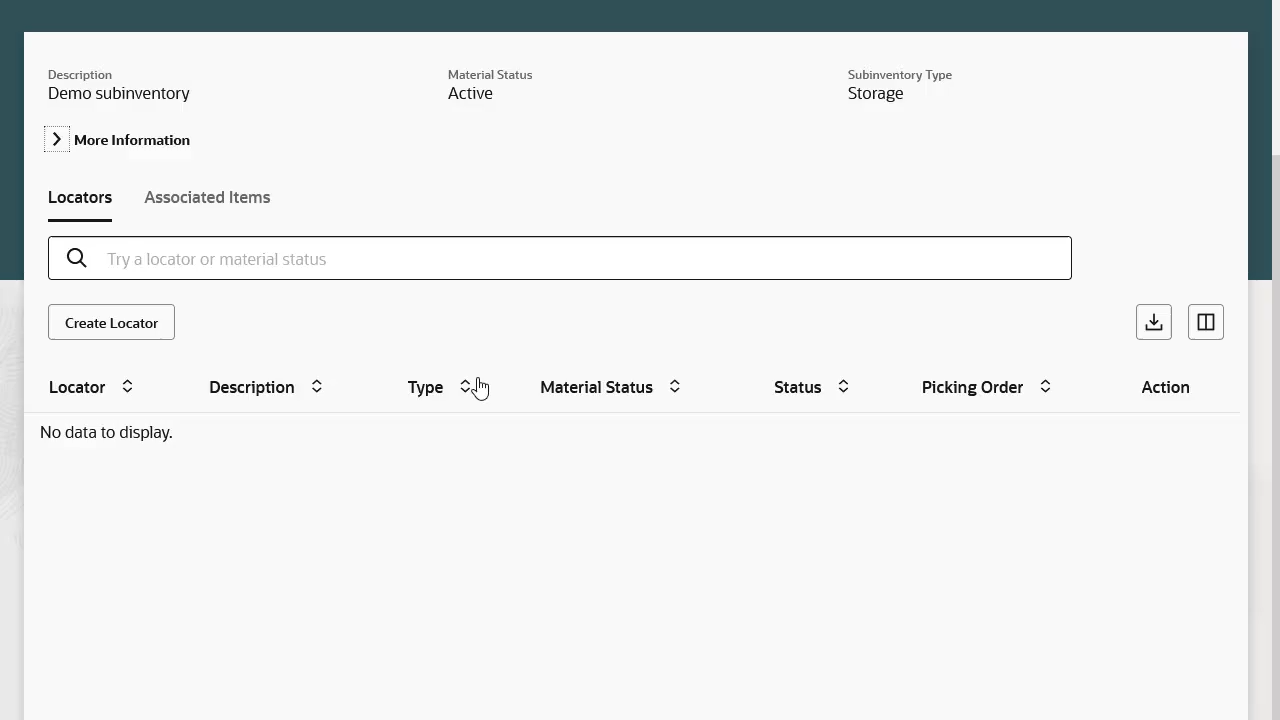 Description Material Status Subinventory Type
Demo subinventory Active Storage
More Information
Locators Associated Items
Try a locator or material status
Create Locator
Locator Description Type Material Status Status Picking Order Action
No data to display.